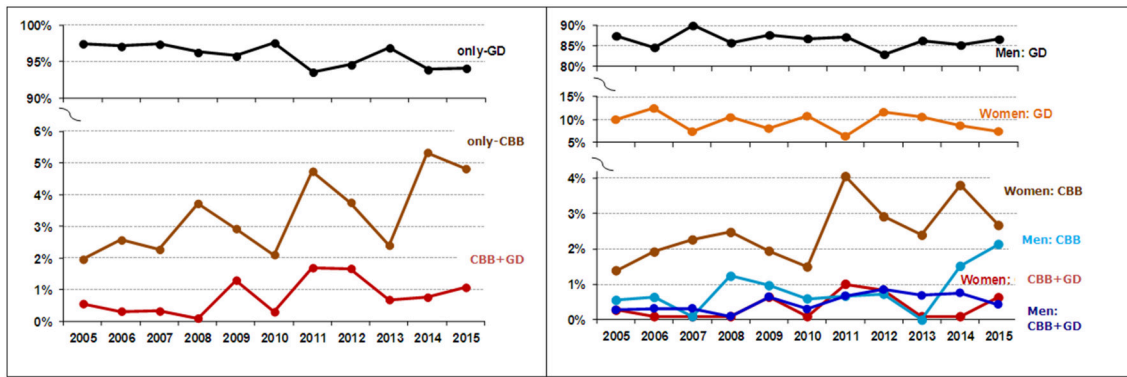 100%
95%
90%
only-GD
6%
5%
4%
3%
2%
1%
0%
only-CBB
CBB+GD
2005 2006 2007 2008 2009 2010 2011 2012 2013 2014 2015
90%
85%
80%
Men: GD
15%
10%
5%
Women: GD
4%
3%
2%
1%
0%
Women: CBB
Men: CBB
Women: CBB+GD
Men:
CBB+GD
2005 2006 2007 2008 2009 2010 2011 2012 2013 2014 2015